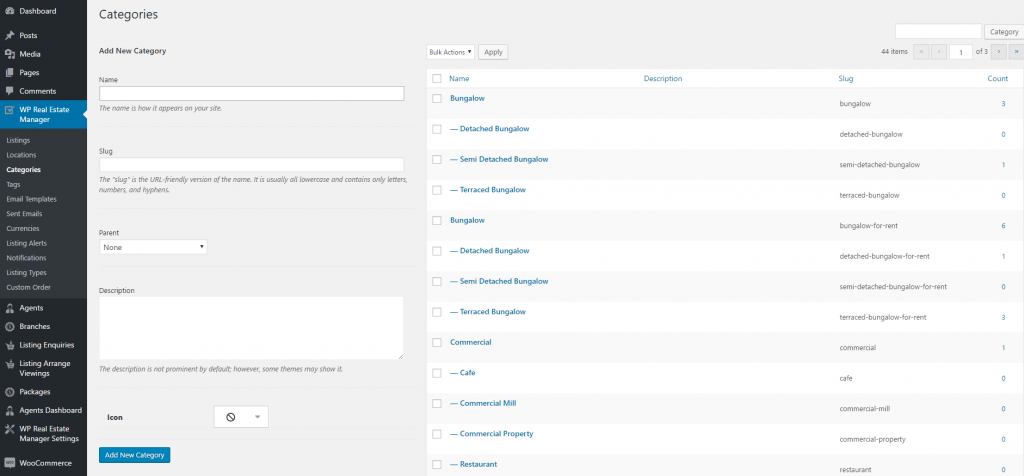 Dashboard
Posts
Media
Pages
Comments
WP Real Estate
Manager
Listings
Locations
Categories
Tags
Email Templates
Sent Emails
Currencies
Listing Alerts
Notifications
Listing Types
Custom Order
Agents
Branches
Listing Enquiries
Listing Arrange
Viewings
Packages
Agents Dashboard
WP Real Estate
Manager Settings
WooCommerce
Categories
Add New Category
Name
The name is how it appears on your site.
Slug
The "slug" is the URL-friendly version of the name. It is usually all lowercase and contains only letters,
numbers, and hyphens.
Parent
None
Description
The description is not prominent by default; however, some themes may show it.
Icon
Add New Category
Category
Bulk Actions Apply 44 items « ‹ 1 of 3 › »
Name Description Slug Count
Bungalow bungalow 3
— Detached Bungalow detached-bungalow 0
— Semi Detached Bungalow semi-detached-bungalow 1
— Terraced Bungalow terraced-bungalow 0
Bungalow bungalow-for-rent 6
— Detached Bungalow detached-bungalow-for-rent 1
— Semi Detached Bungalow semi-detached-bungalow-for-rent 0
— Terraced Bungalow terraced-bungalow-for-rent 3
Commercial commercial 1
— Cafe cafe 0
— Commercial Mill commercial-mill 0
— Commercial Property commercial-property 0
— Restaurant restaurant 0